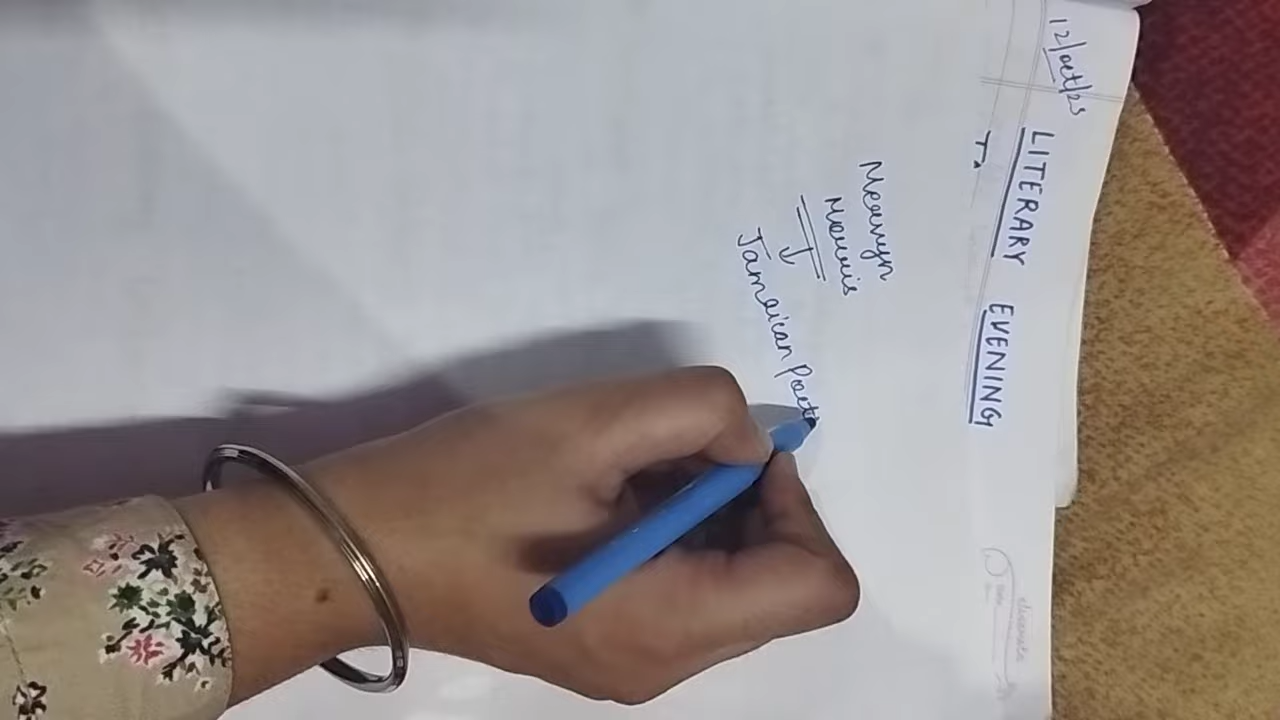 12/oct/25
LITERARY EVENING
T
Mervyn
Morris
↓
Jamaican Poet